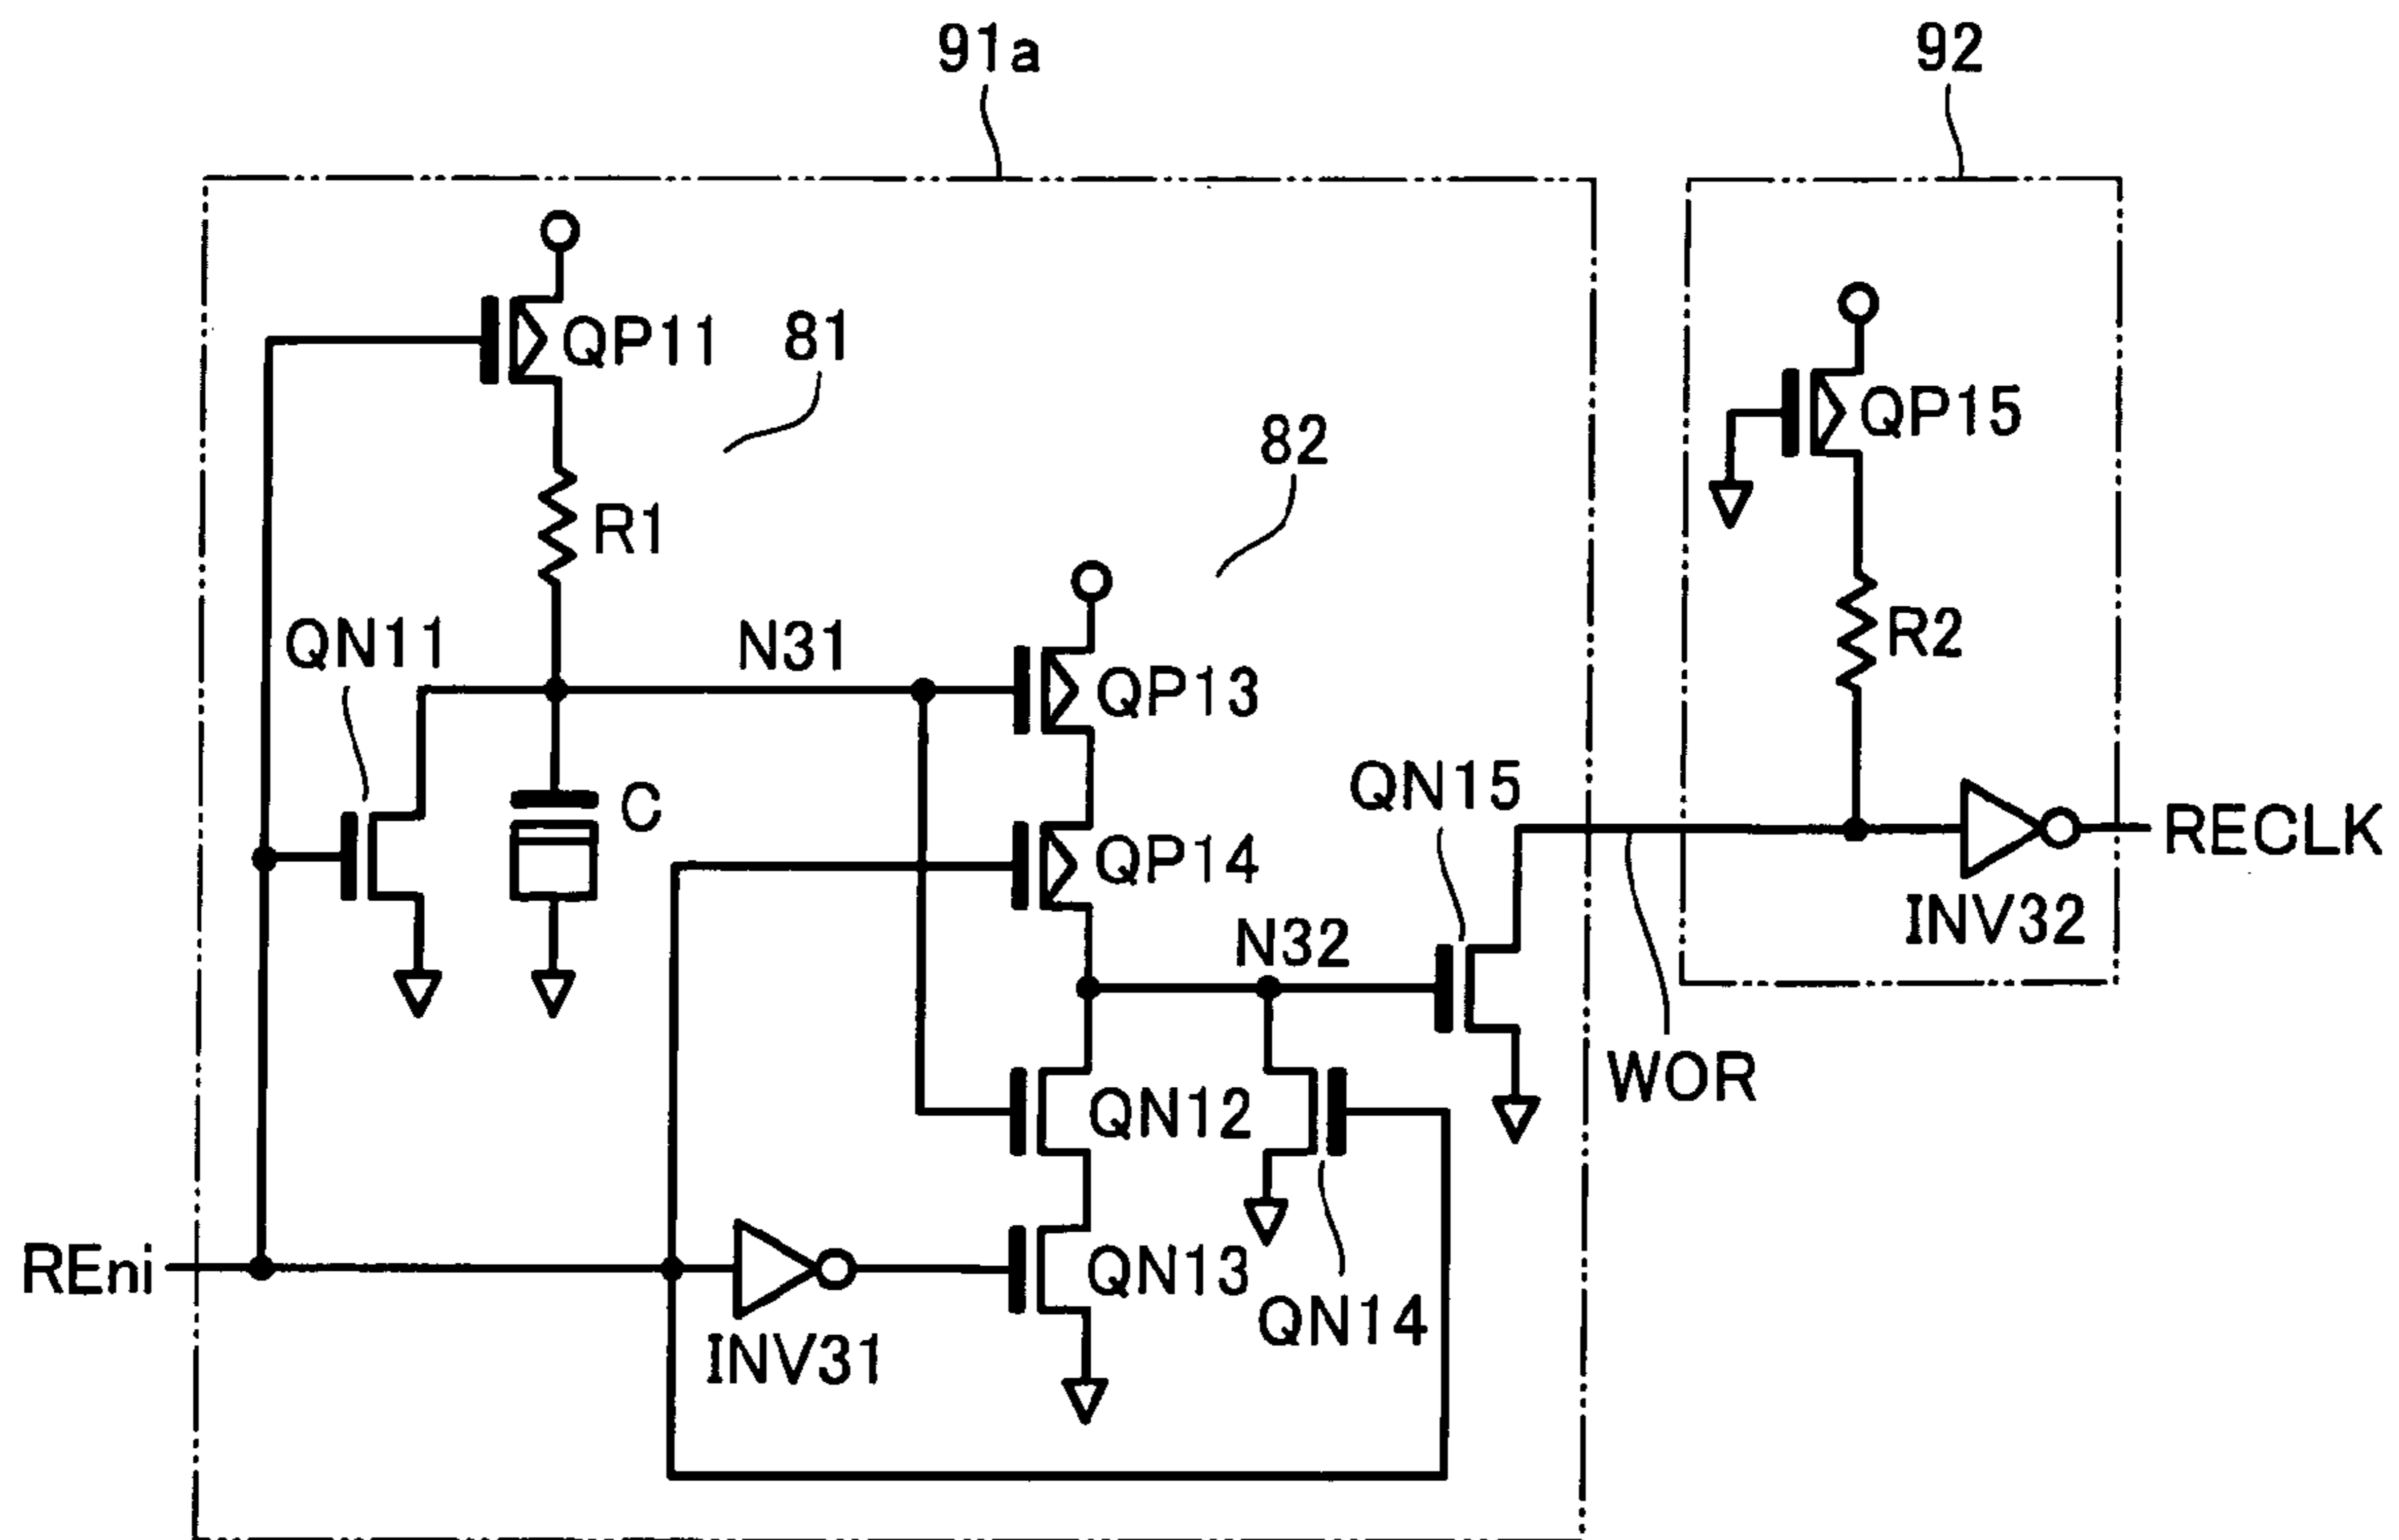 91a
92
QP11
81
QP15
82
R1
R2
QN11
N31
QP13
C
QN15
RECLK
QP14
INV32
N32
WOR
QN12
REni
QN13
QN14
INV31